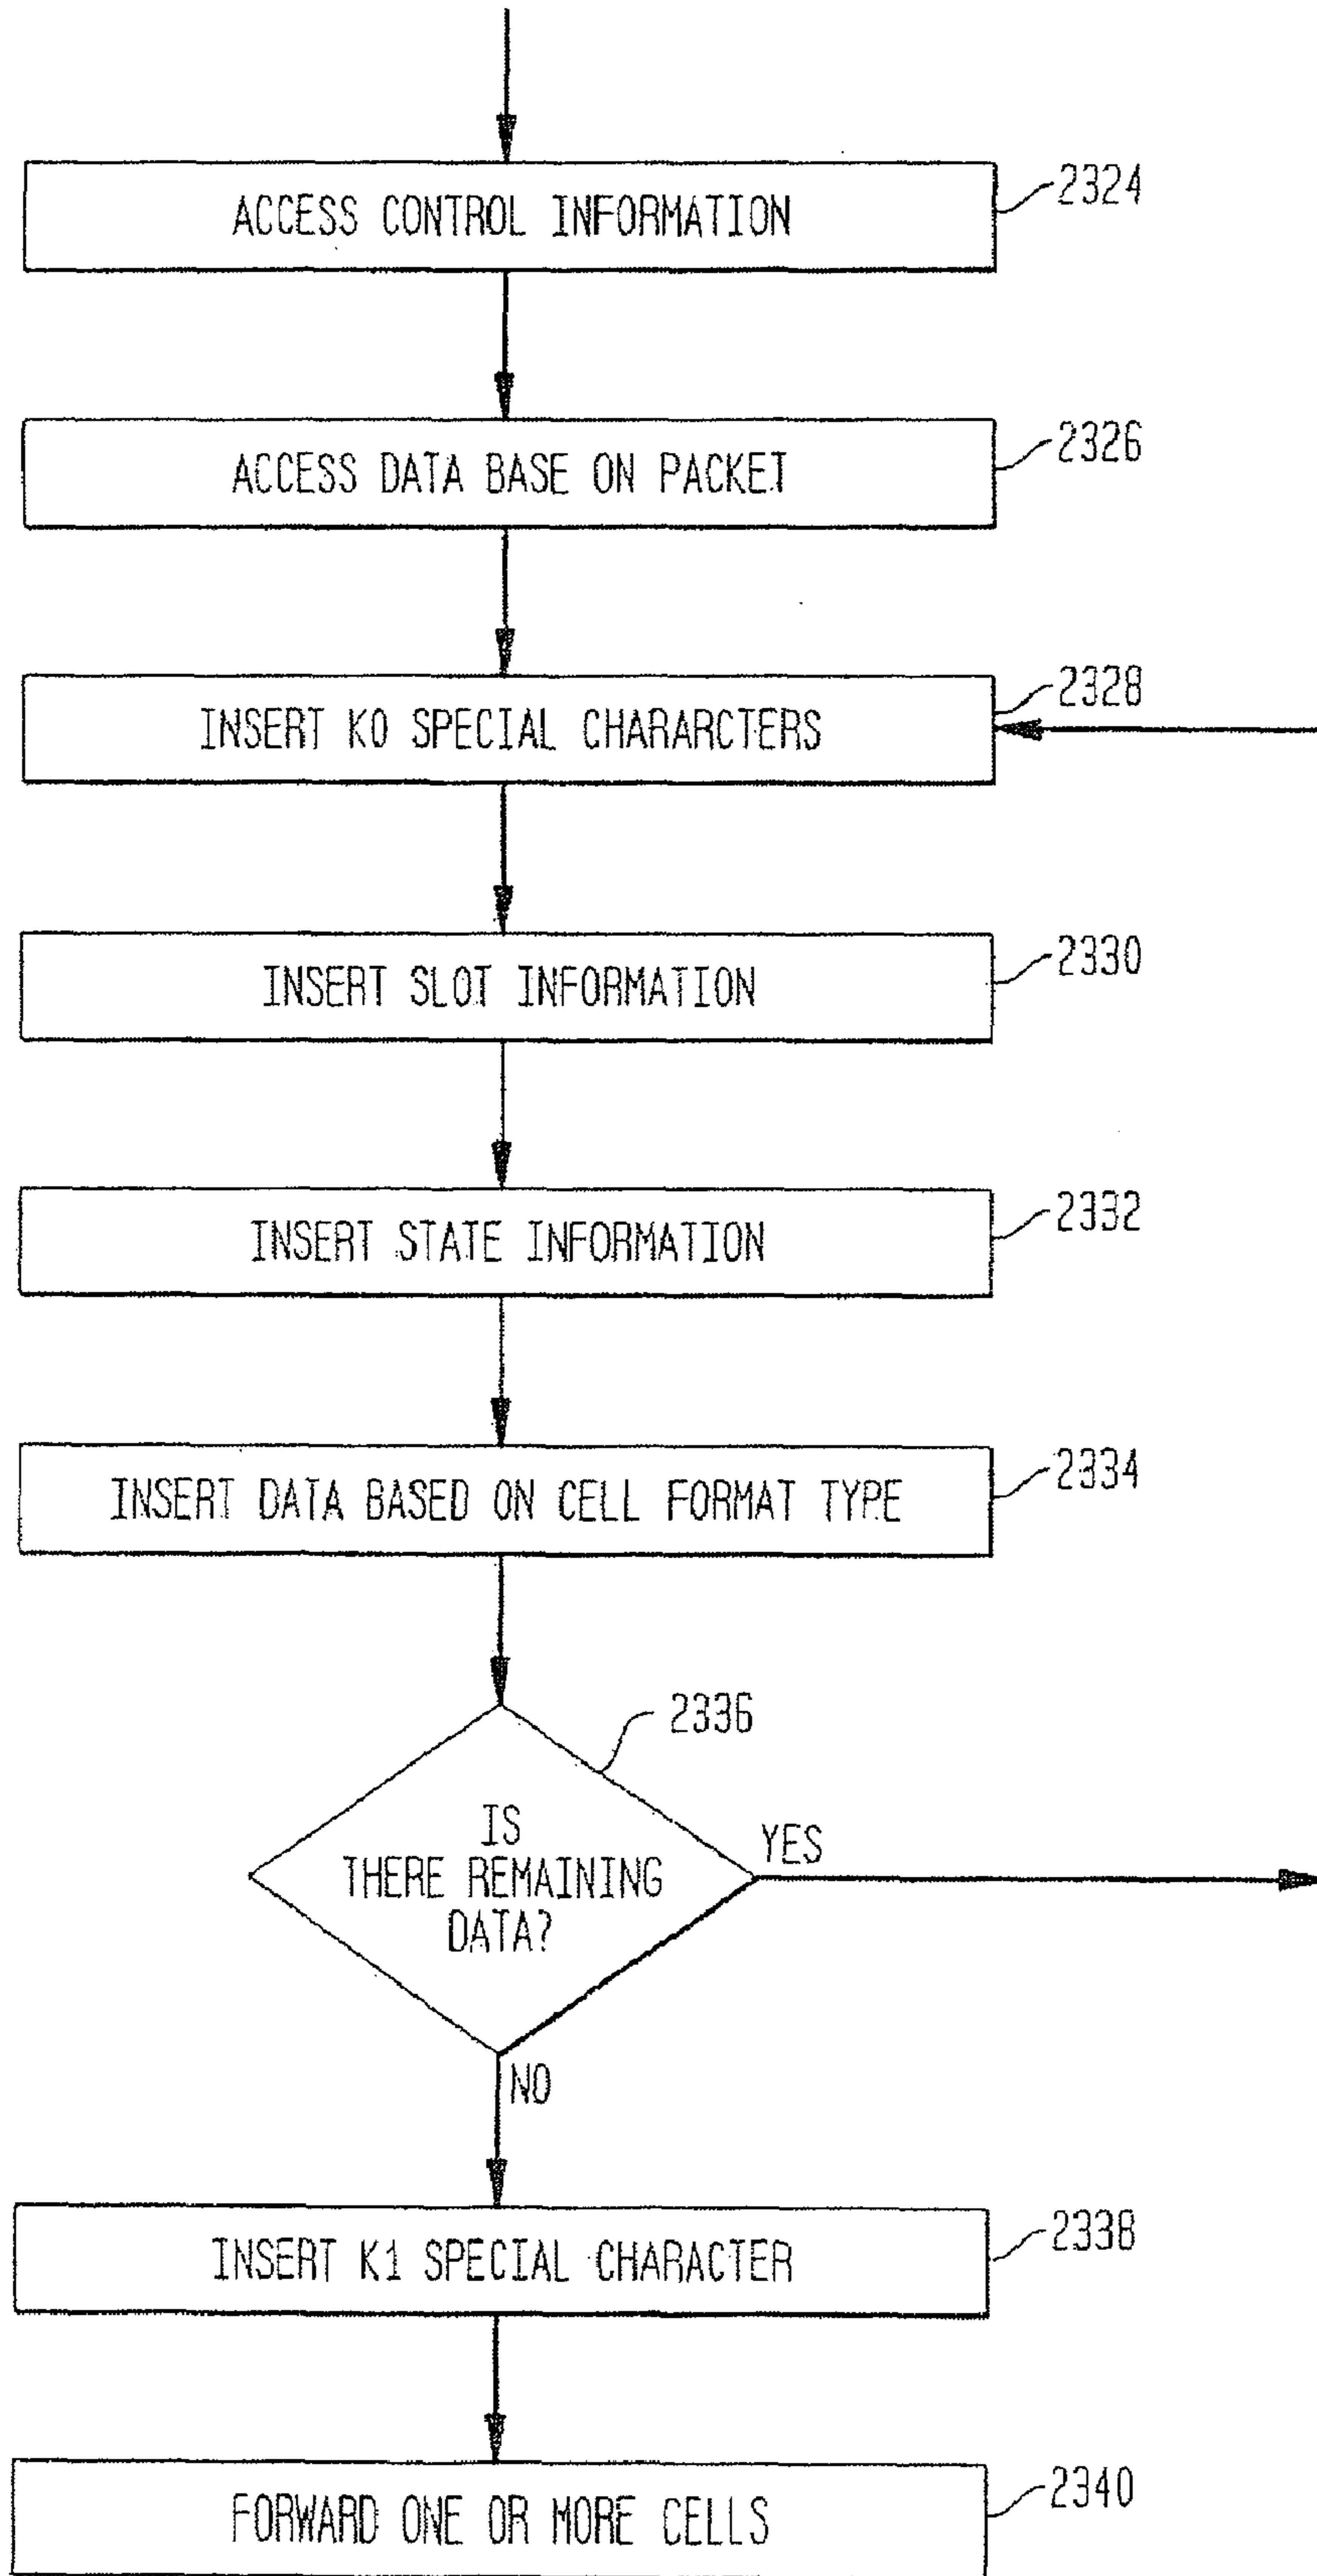 ACCESS CONTROL INFORMATION
2324
ACCESS DATA BASE ON PACKET
2326
INSERT K0 SPECIAL CHARARCTERS
2328
INSERT SLOT INFORMATION
2330
INSERT STATE INFORMATION
2332
INSERT DATA BASED ON CELL FORMAT TYPE
2334
2336
IS
THERE REMAINING
DATA?
YES
NO
INSERT K1 SPECIAL CHARACTER
2338
FORWARD ONE OR MORE CELLS
2340